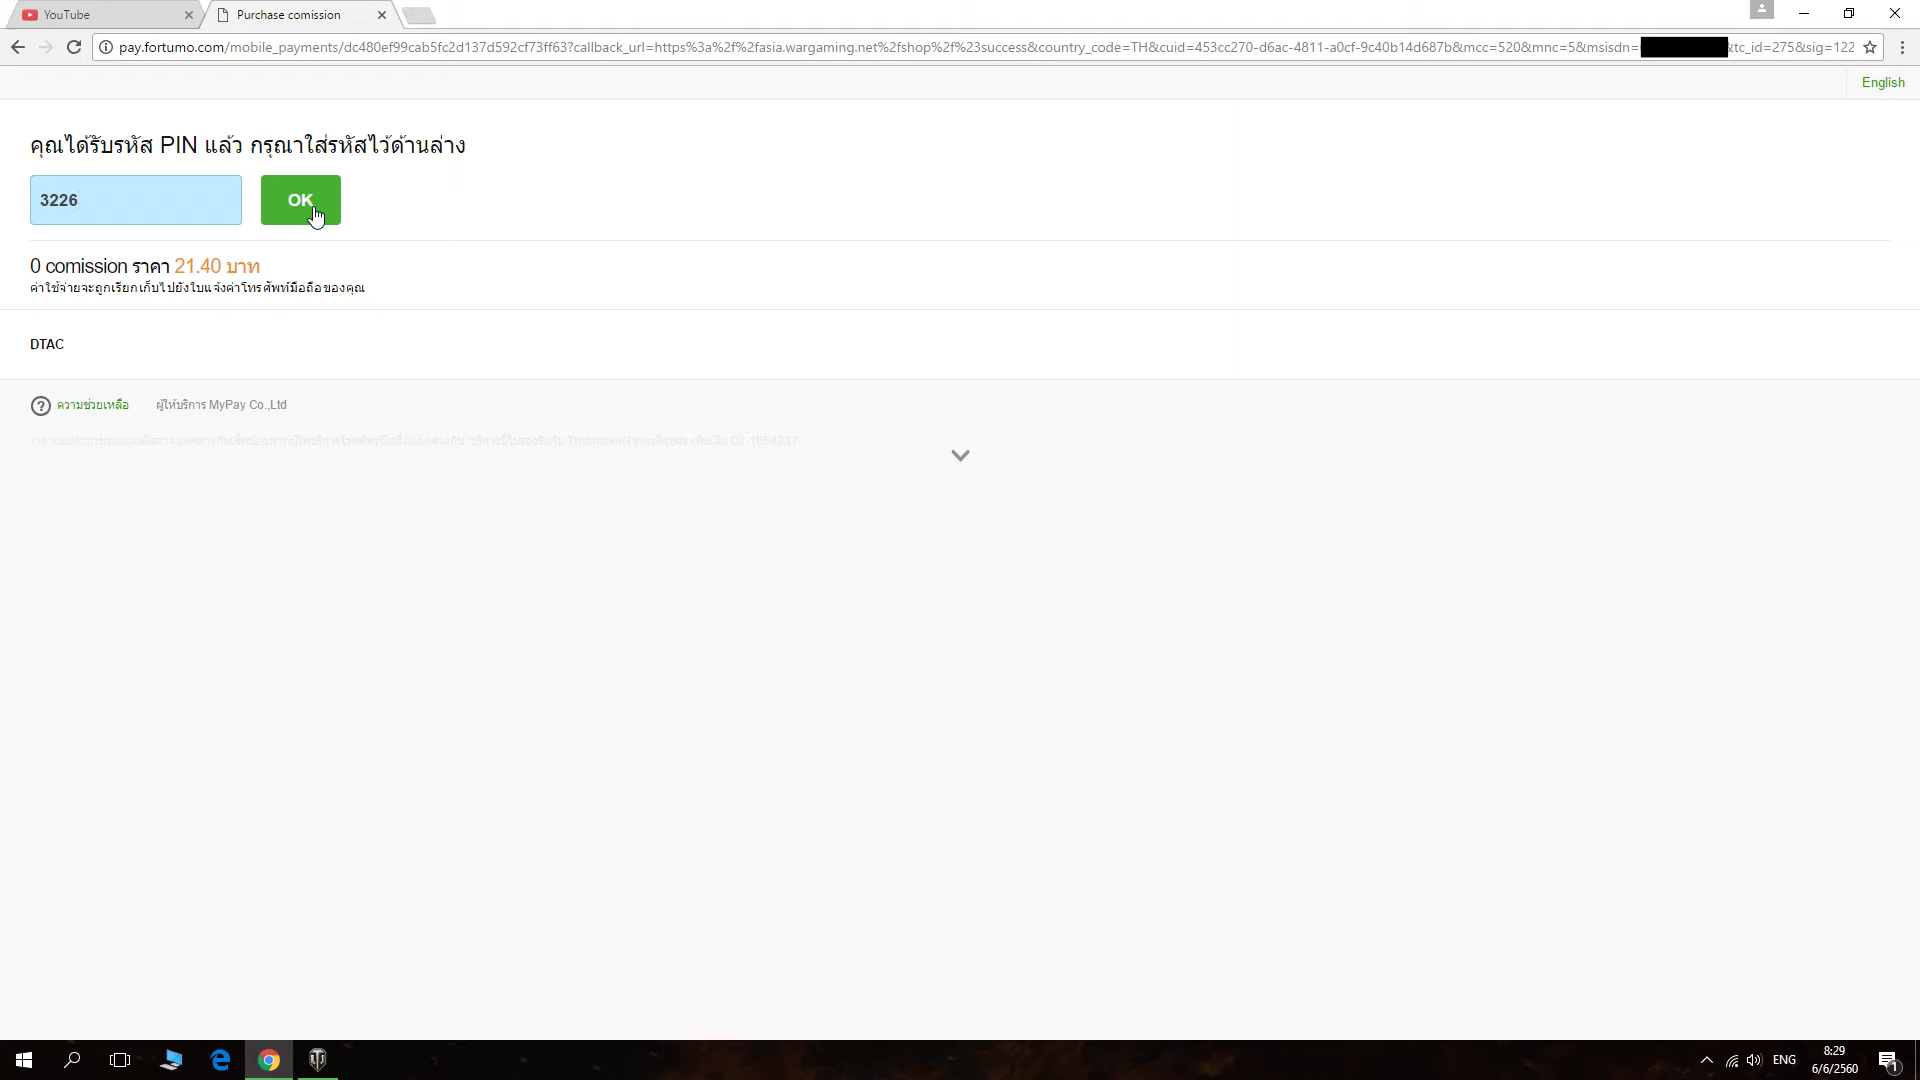 YouTube
Purchase comission
pay.fortumo.com/mobile_payments/dc480ef99cab5fc2d137d592cf73ff63?callback_url=https%3a%2f%2fasia.wargaming.net%2fshop%2f%23success&country_code=TH&cuid=453cc270-d6ac-4811-a0cf-9c40b14d687b&mcc=520&mnc=5&msisdn= &tc_id=275&sig=122
English
คุณได้รับรหัส PIN แล้ว กรุณาใส่รหัสไว้ด้านล่าง
3226 OK
0 comission ราคา 21.40 บาท
ค่าใช้จ่ายจะถูกเรียกเก็บไปยังใบแจ้งค่าโทรศัพท์มือถือของคุณ
DTAC
ความช่วยเหลือ ผู้ให้บริการ MyPay Co.,Ltd
ENG
8:29
6/6/2560
1